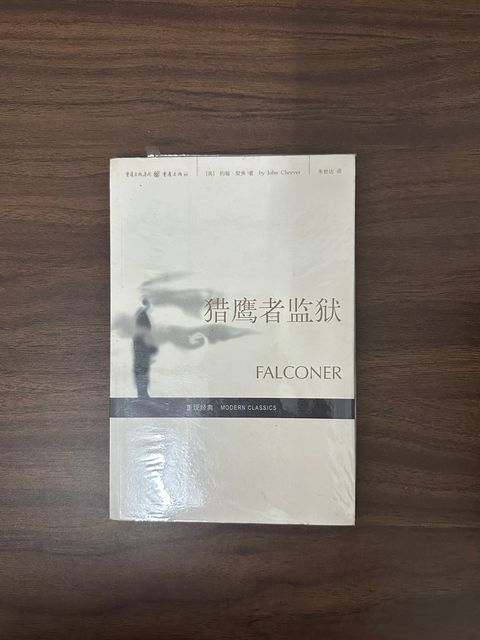 重庆出版集团 重庆出版社 [美] 约翰·契弗 著 by John Cheever 朱世达 译
猎鹰者监狱
FALCONER
重现经典 MODERN CLASSICS